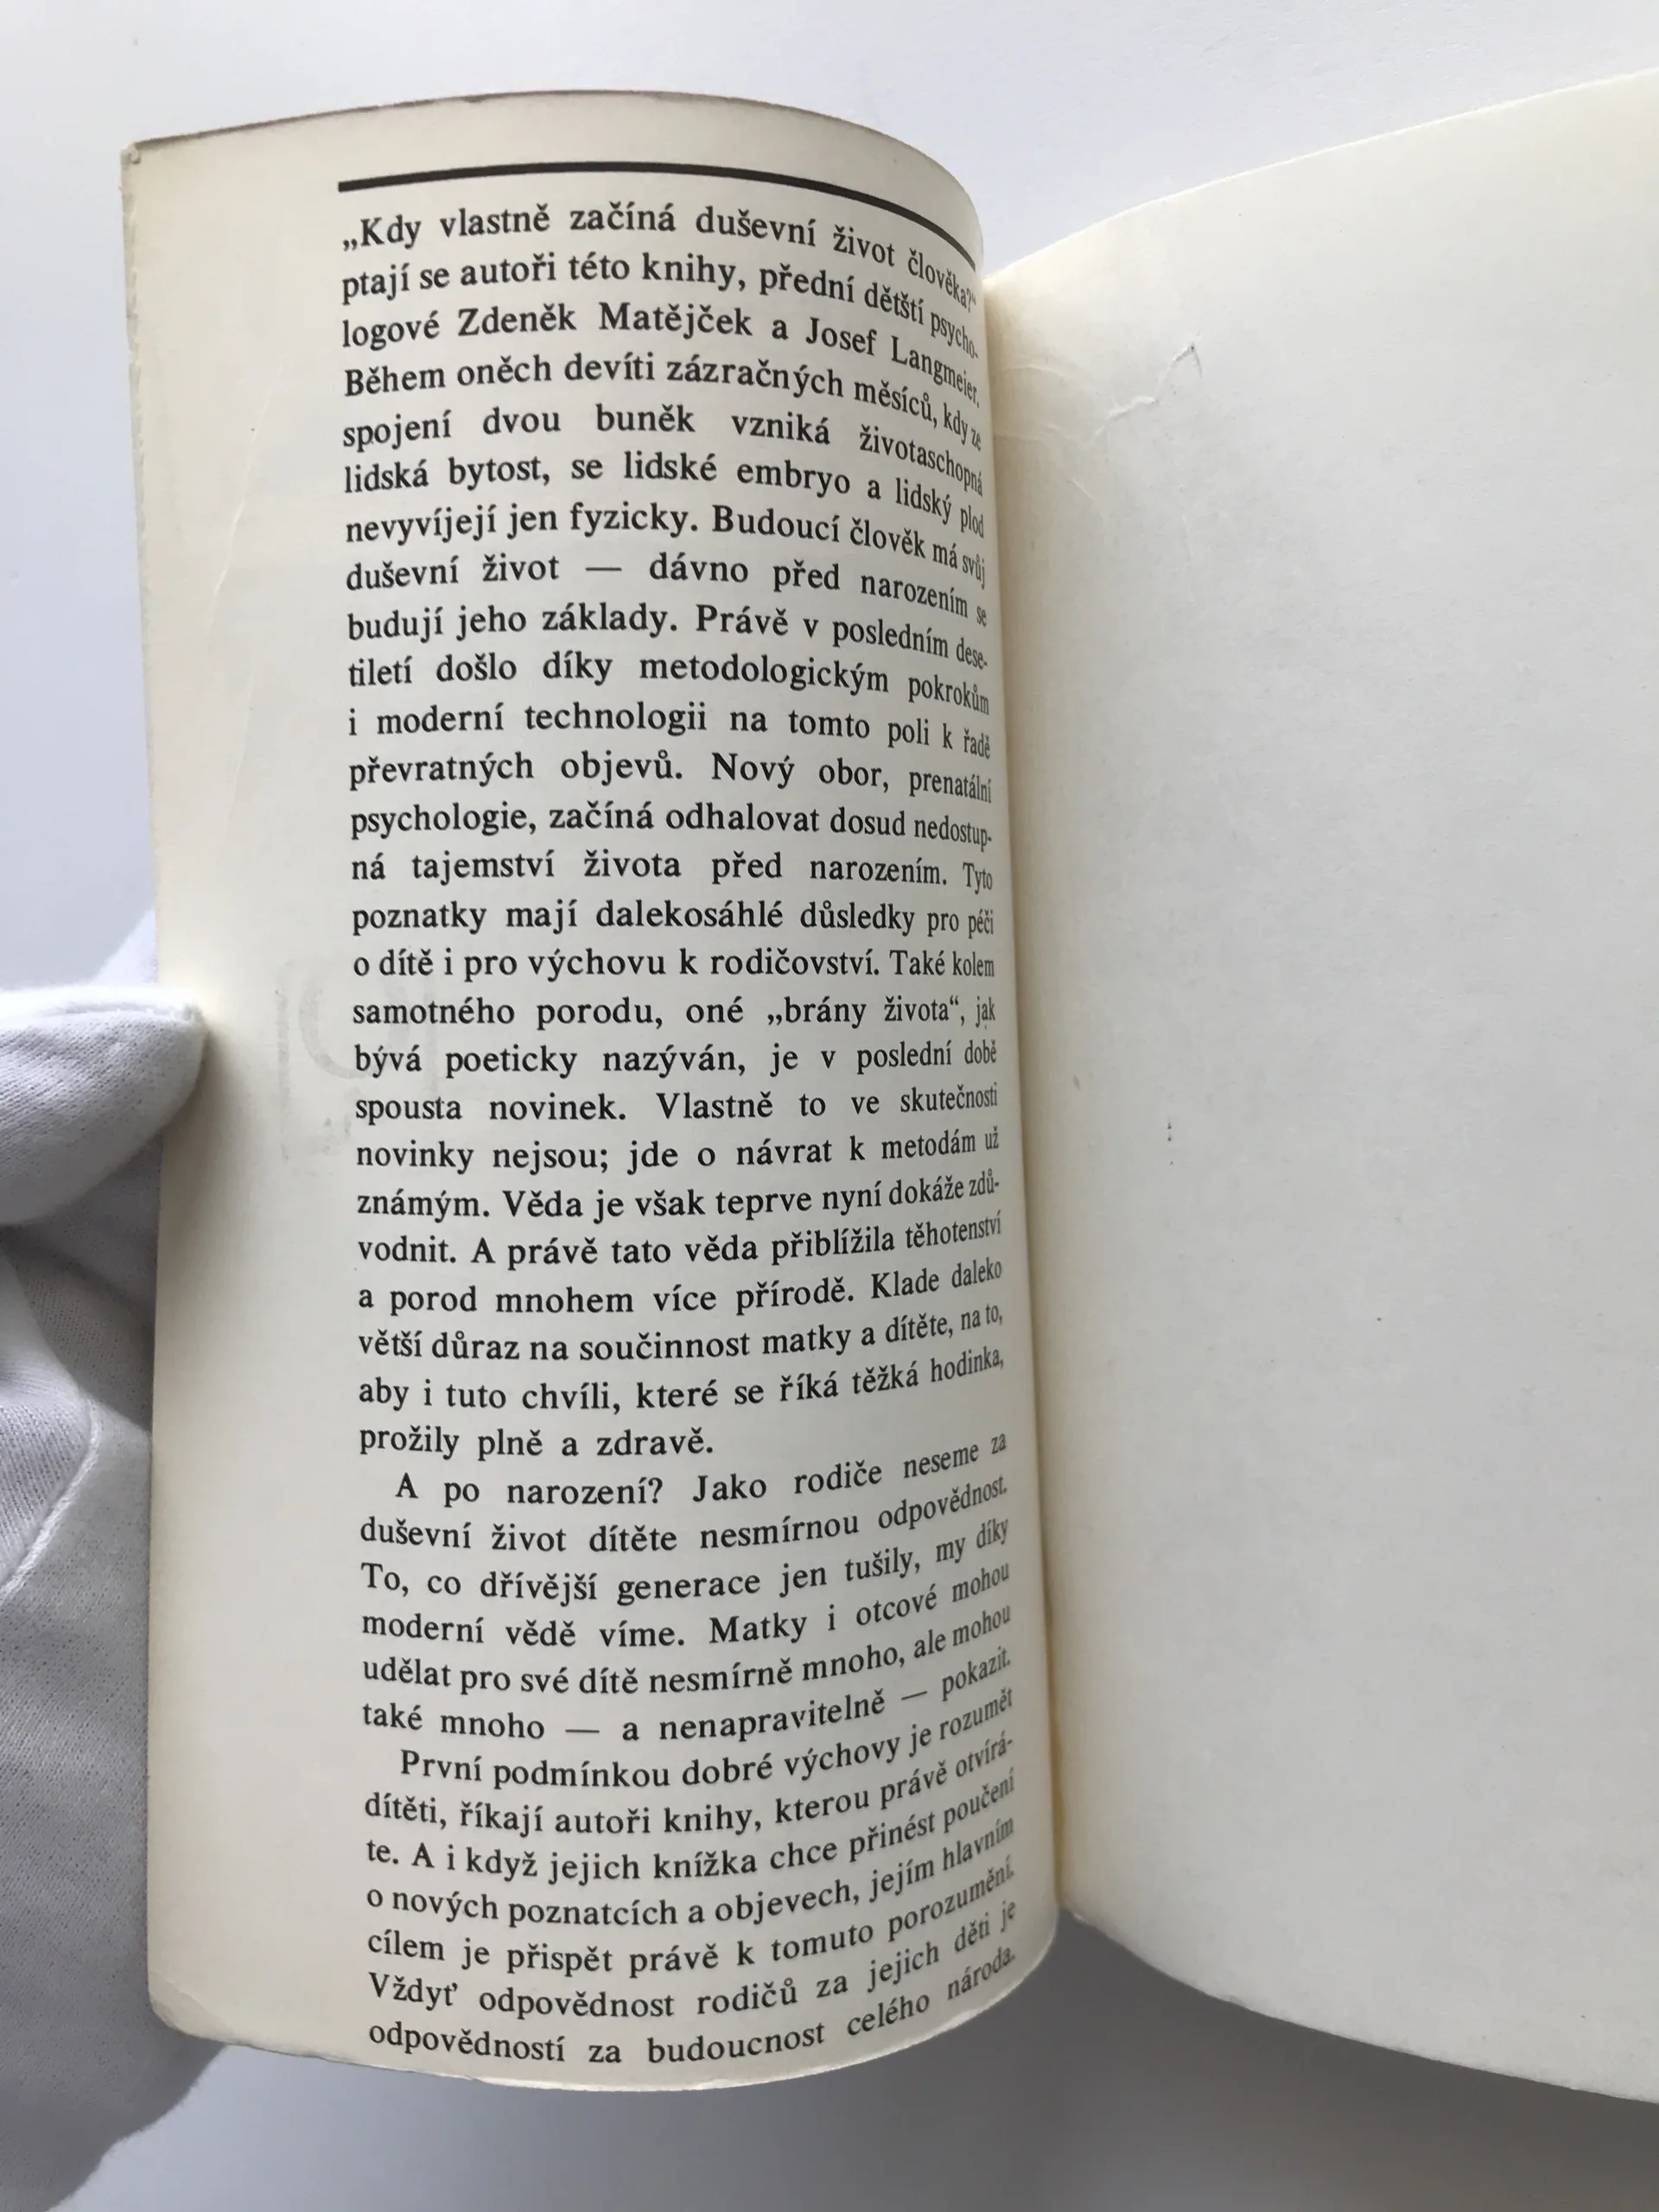 „Kdy vlastně začíná duševní život člověka?“
ptají se autoři této knihy, přední dětští psycho-
logové Zdeněk Matějček a Josef Langmeier.
Během oněch devíti zázračných měsíců, kdy ze
spojení dvou buněk vzniká životaschopná
lidská bytost, se lidské embryo a lidský plod
nevyvíjejí jen fyzicky. Budoucí člověk má svůj
duševní život — dávno před narozením se
budují jeho základy. Právě v posledním dese-
tiletí došlo díky metodologickým pokrokům
i moderní technologii na tomto poli k řadě
převratných objevů. Nový obor, prenatální
psychologie, začíná odhalovat dosud nedostup-
ná tajemství života před narozením. Tyto
poznatky mají dalekosáhlé důsledky pro péči
o dítě i pro výchovu k rodičovství. Také kolem
samotného porodu, oné „brány života“, jak
bývá poeticky nazýván, je v poslední době
spousta novinek. Vlastně to ve skutečnosti
novinky nejsou; jde o návrat k metodám už
známým. Věda je však teprve nyní dokáže zdů-
vodnit. A právě tato věda přiblížila těhotenství
a porod mnohem více přírodě. Klade daleko
větší důraz na součinnost matky a dítěte, na to,
aby i tuto chvíli, které se říká těžká hodinka,
prožily plně a zdravě.
A po narození? Jako rodiče neseme za
duševní život dítěte nesmírnou odpovědnost.
To, co dřívější generace jen tušily, my díky
moderní vědě víme. Matky i otcové mohou
udělat pro své dítě nesmírně mnoho, ale mohou
také mnoho — a nenapravitelně — pokazit.
První podmínkou dobré výchovy je rozumět
dítěti, říkají autoři knihy, kterou právě otvírá-
te. A i když jejich knížka chce přinést poučení
o nových poznatcích a objevech, jejím hlavním
cílem je přispět právě k tomuto porozumění.
Vždyť odpovědnost rodičů za jejich děti je
odpovědností za budoucnost celého národa.